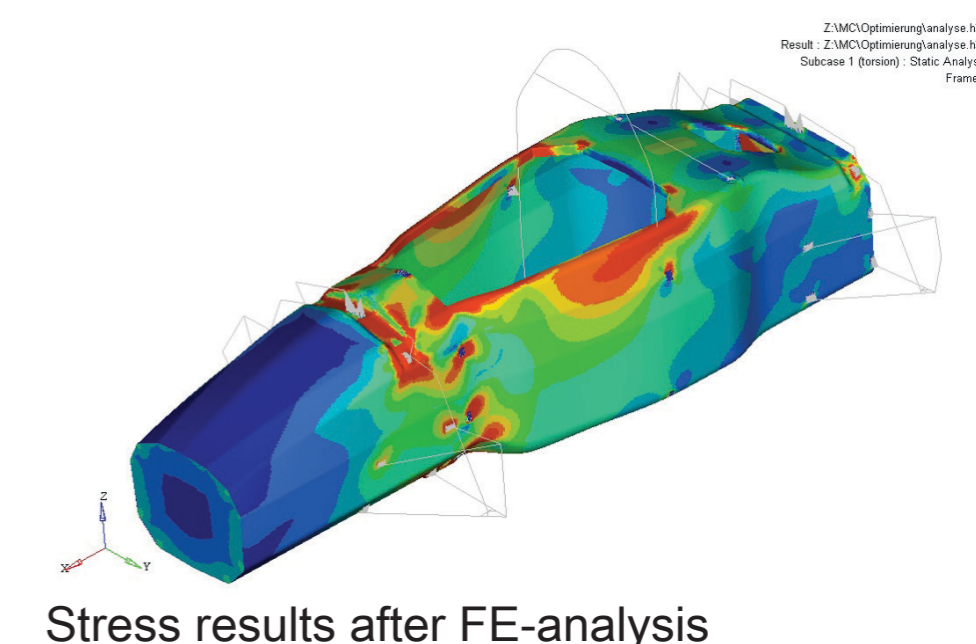 Z:\MC\Optimierung\analyse.h
Result : Z:\MC\Optimierung\analyse.h
Subcase 1 (torsion) : Static Analys
Frame
Z
X
Y
Stress results after FE-analysis